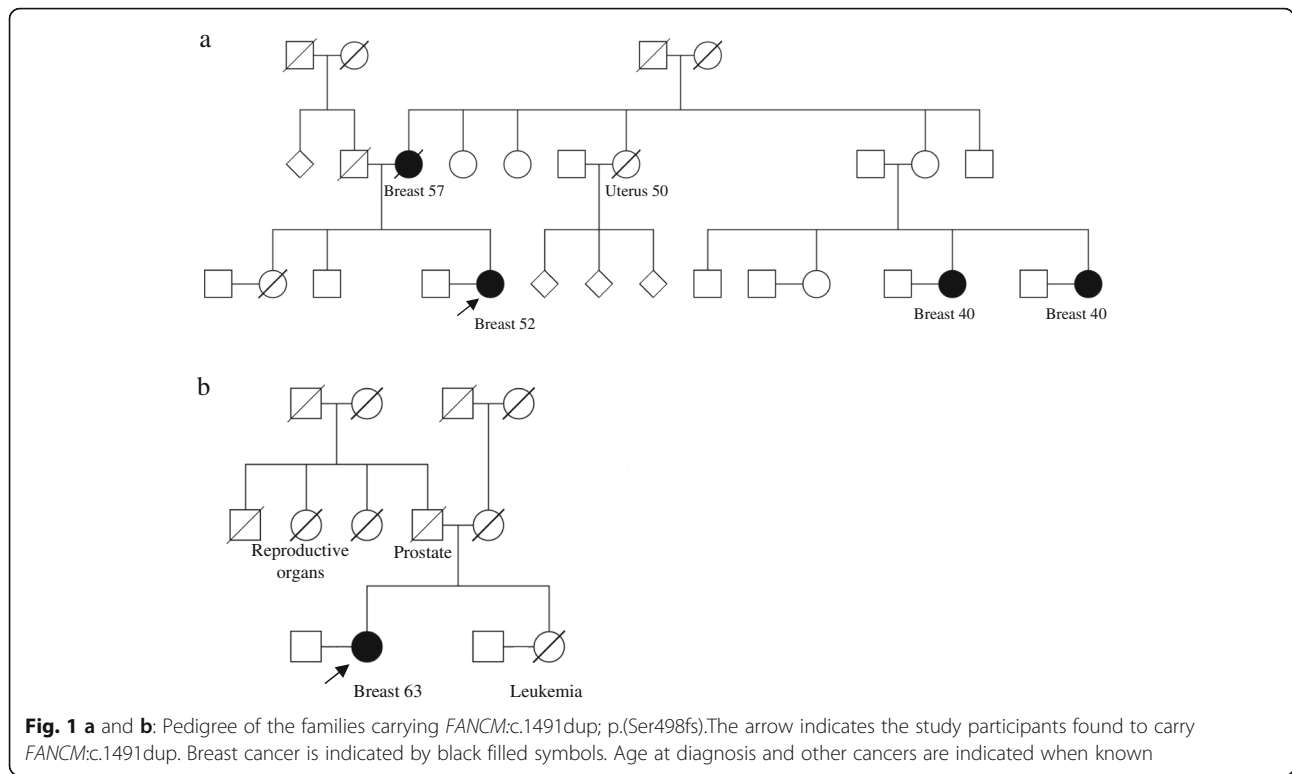 a
Breast 57
Uterus 50
Breast 52
Breast 40
Breast 40
b
Reproductive
organs
Prostate
Breast 63
Leukemia
Fig. 1 a and b: Pedigree of the families carrying FANCM:c.1491dup; p.(Ser498fs).The arrow indicates the study participants found to carry
FANCM:c.1491dup. Breast cancer is indicated by black filled symbols. Age at diagnosis and other cancers are indicated when known